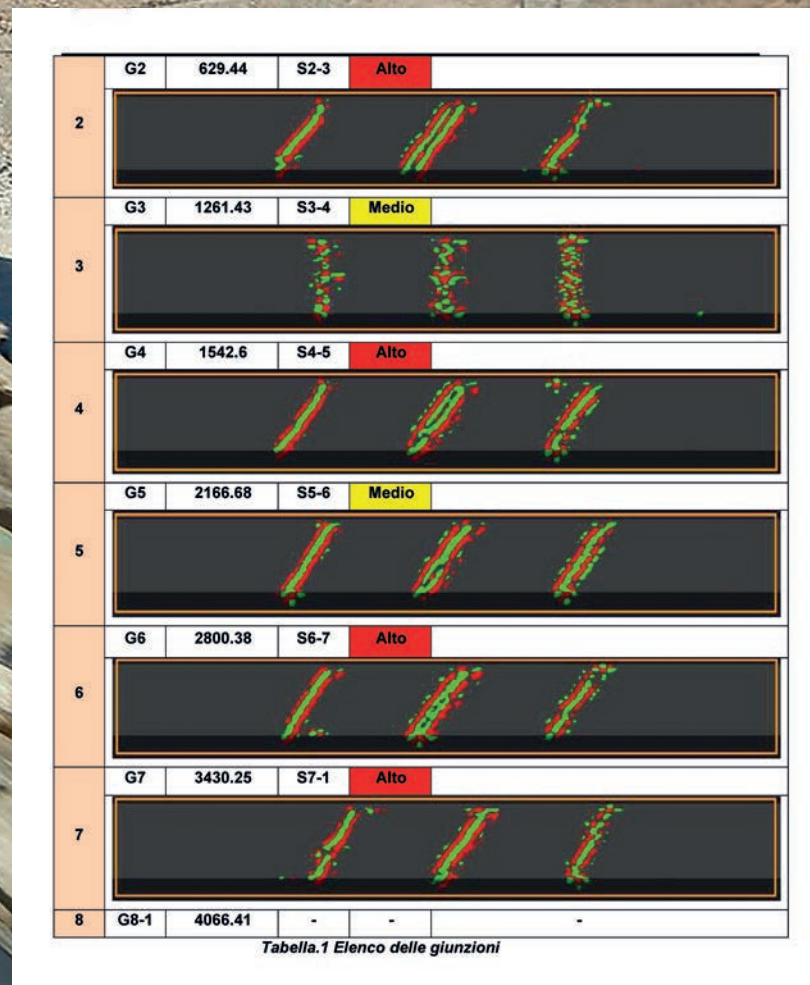 G2 629.44 S2-3 Alto
2
G3 1261.43 S3-4 Medio
3
G4 1542.6 S4-5 Alto
4
G5 2166.68 S5-6 Medio
5
G6 2800.38 S6-7 Alto
6
G7 3430.25 S7-1 Alto
7
8 G8-1 4066.41 - - -
Tabella.1 Elenco delle giunzioni